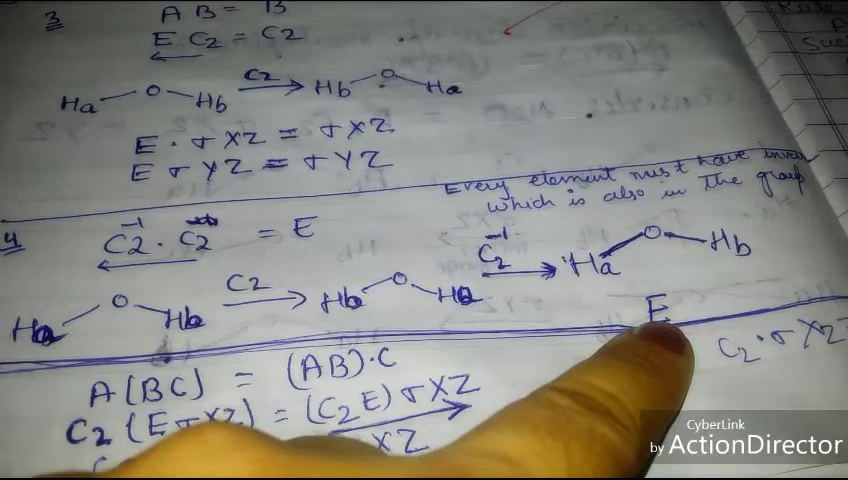 3
A B = B
E C2 = C2
Ha O Hb C2 Hb O Ha
E · σ XZ = σ XZ
E σ YZ = σ YZ
Every element must have inver
which is also in the group
4
C2⁻¹ · C2 = E
Ha O Hb C2 Hb O Ha C2⁻¹ Ha O Hb
E
A(BC) = (AB)·C
C2 · σ XZ
C2 (E σ XZ) = (C2E) σ XZ
XZ
CyberLink
by ActionDirector